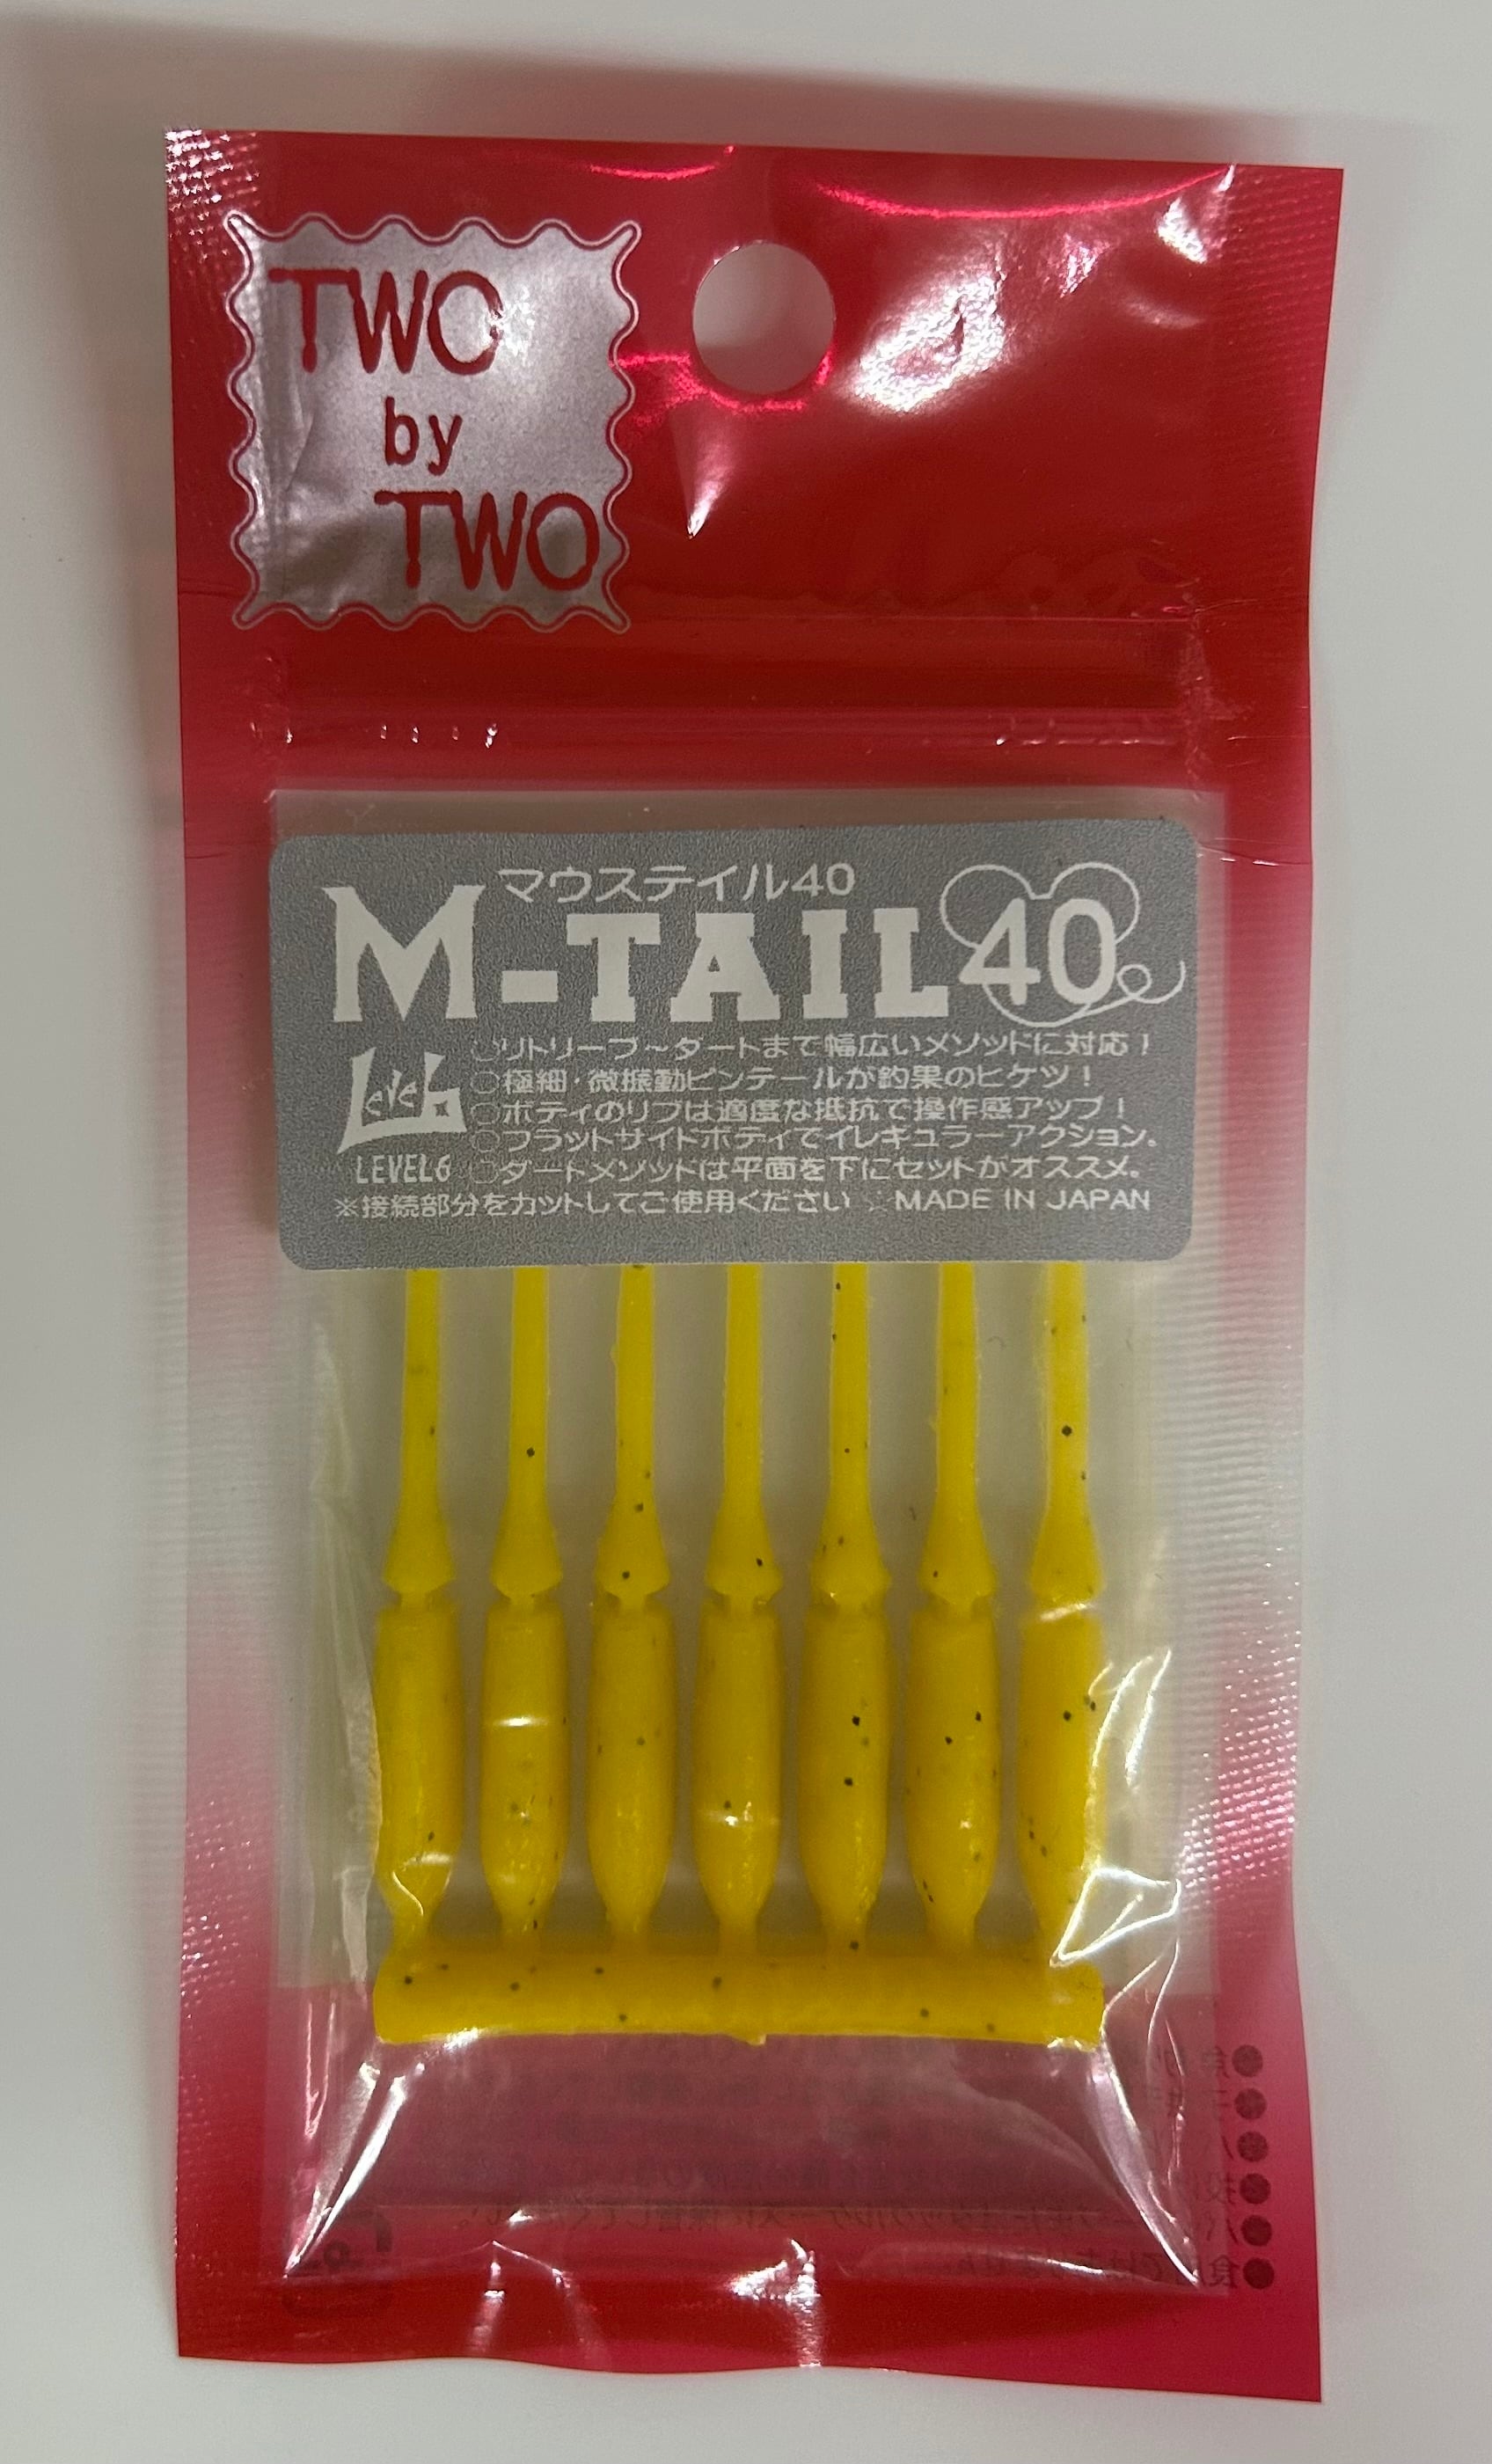 TWO
by
TWO
マウステイル40
M-TAIL 40
○リトリーブ～ダートまで幅広いメソッドに対応！
○極細・微振動ピンテールが釣果のヒケツ！
○ボディのリブは適度な抵抗で操作感アップ！
○フラットサイドボディでイレギュラーアクション。
○ダートメソッドは平面を下にセットがオススメ。
Level6
LEVEL6
※接続部分をカットしてご使用ください
MADE IN JAPAN